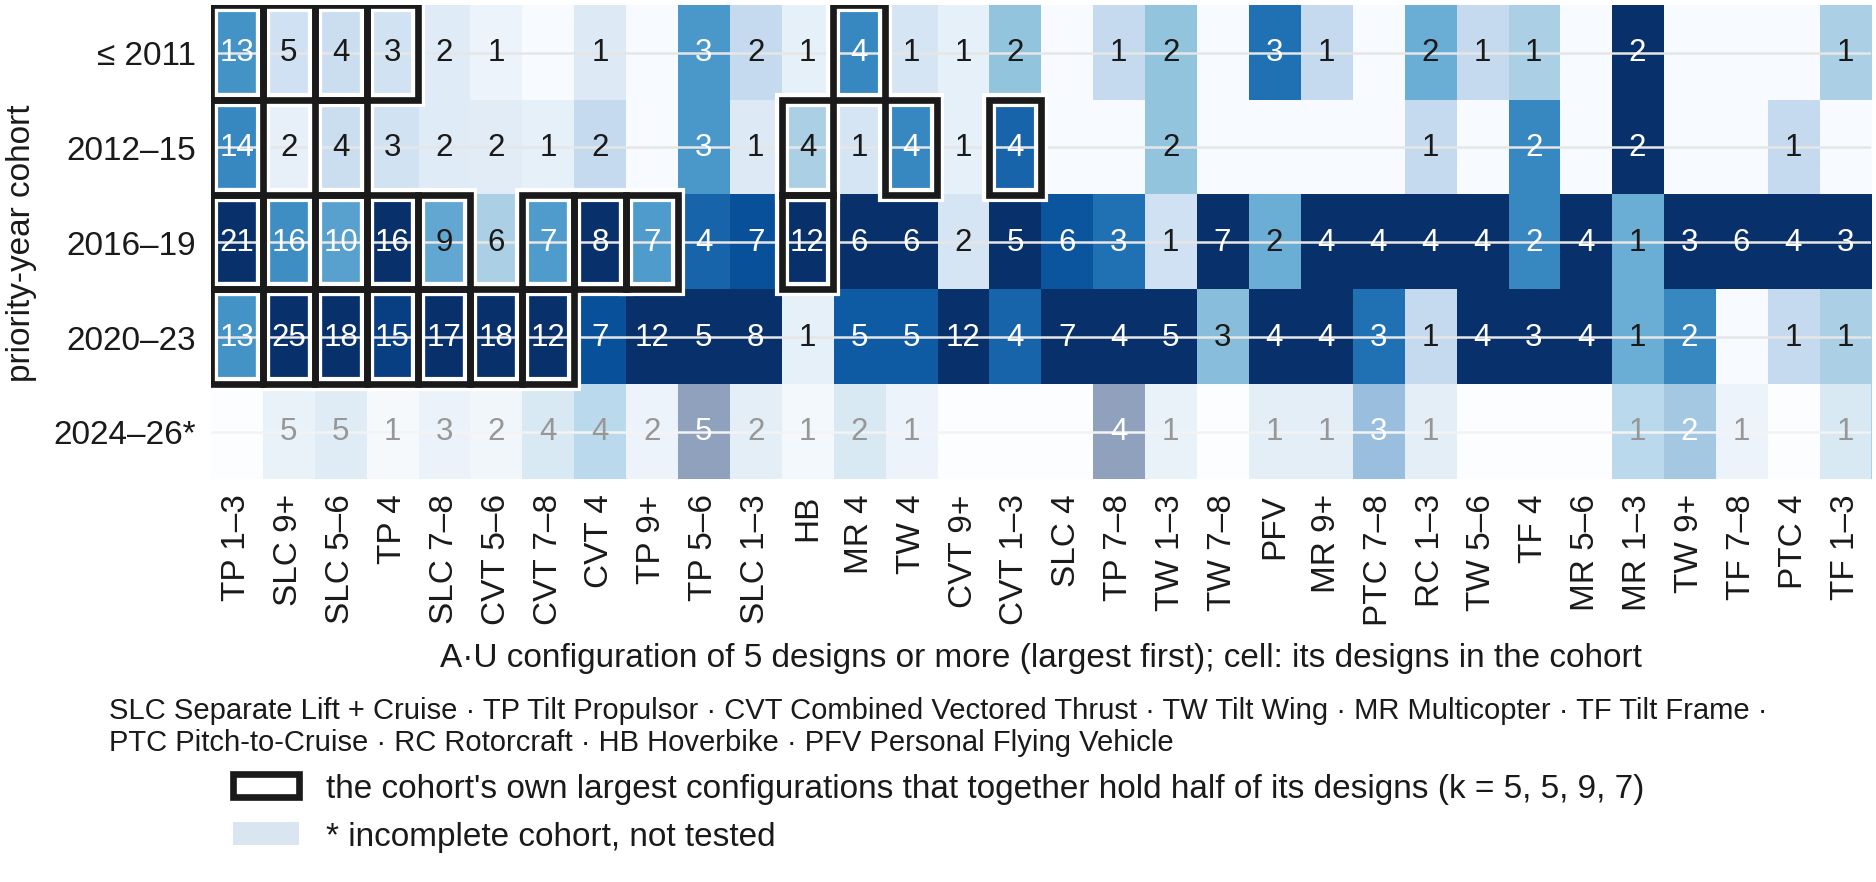 ≤ 2011 13 5 4 3 2 1 1 3 2 1 4 1 1 2 1 2 3 1 2 1 1 2 1
2012–15 14 2 4 3 2 2 1 2 3 1 4 1 4 1 4 2 1 2 2 1
2016–19 21 16 10 16 9 6 7 8 7 4 7 12 6 6 2 5 6 3 1 7 2 4 4 4 4 2 4 1 3 6 4 3
2020–23 13 25 18 15 17 18 12 7 12 5 8 1 5 5 12 4 7 4 5 3 4 4 3 1 4 3 4 1 2 1 1
2024–26* 5 5 1 3 2 4 4 2 5 2 1 2 1 4 1 1 1 3 1 1 2 1 1
priority-year cohort
TP 1–3 SLC 9+ SLC 5–6 TP 4 SLC 7–8 CVT 5–6 CVT 7–8 CVT 4 TP 9+ TP 5–6 SLC 1–3 HB MR 4 TW 4 CVT 9+ CVT 1–3 SLC 4 TP 7–8 TW 1–3 TW 7–8 PFV MR 9+ PTC 7–8 RC 1–3 TW 5–6 TF 4 MR 5–6 MR 1–3 TW 9+ TF 7–8 PTC 4 TF 1–3
A·U configuration of 5 designs or more (largest first); cell: its designs in the cohort
SLC Separate Lift + Cruise · TP Tilt Propulsor · CVT Combined Vectored Thrust · TW Tilt Wing · MR Multicopter · TF Tilt Frame ·
PTC Pitch-to-Cruise · RC Rotorcraft · HB Hoverbike · PFV Personal Flying Vehicle
the cohort's own largest configurations that together hold half of its designs (k = 5, 5, 9, 7)
* incomplete cohort, not tested